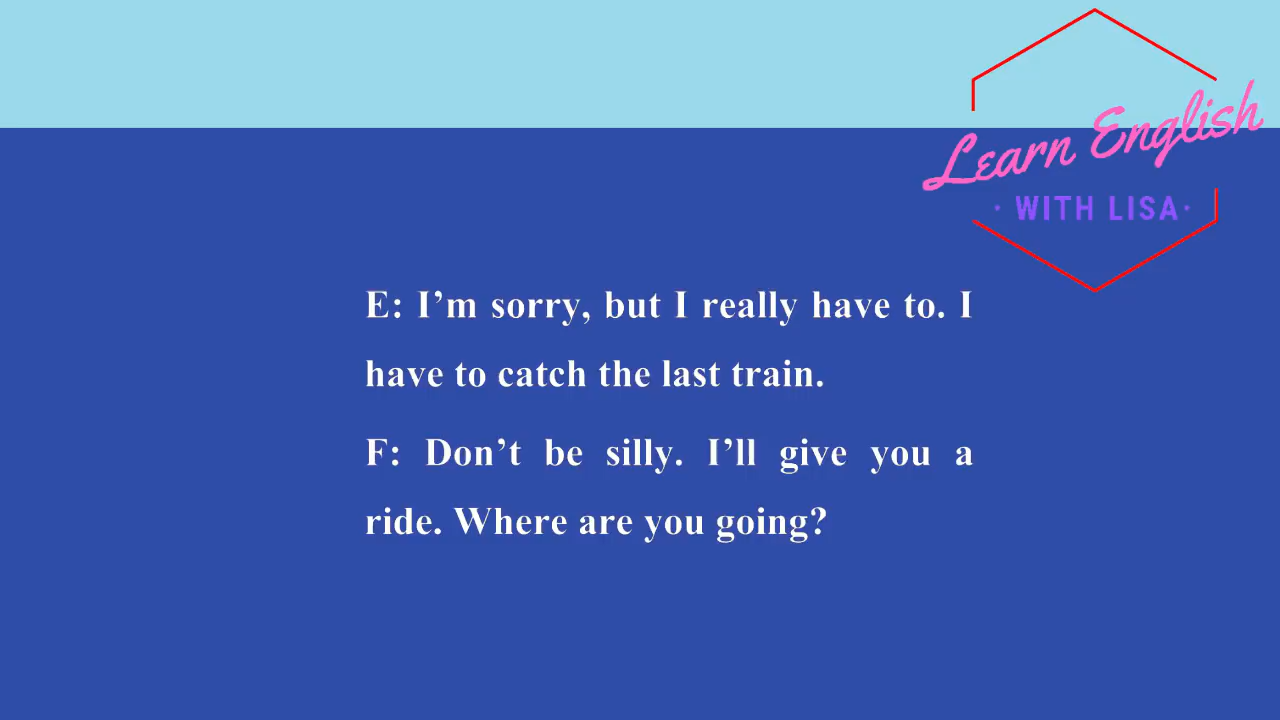 Learn English
· WITH LISA ·
E: I’m sorry, but I really have to. I
have to catch the last train.
F: Don’t be silly. I’ll give you a
ride. Where are you going?